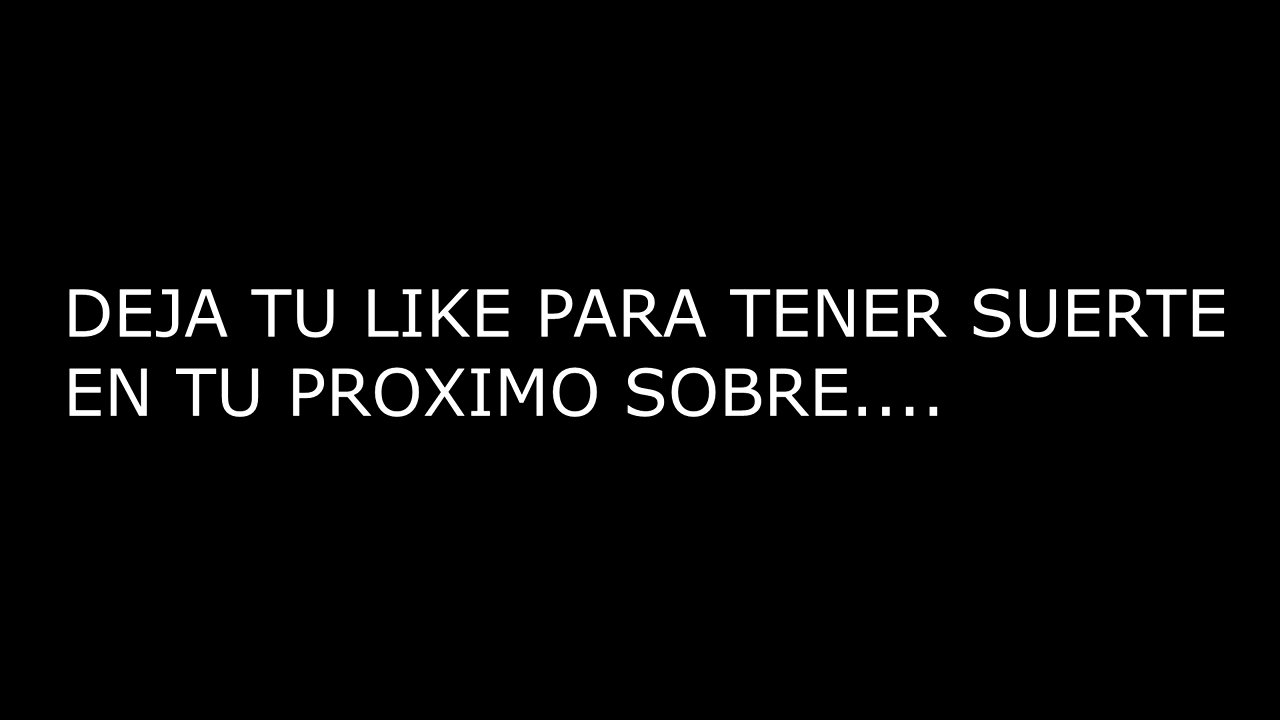 DEJA TU LIKE PARA TENER SUERTE
EN TU PROXIMO SOBRE....